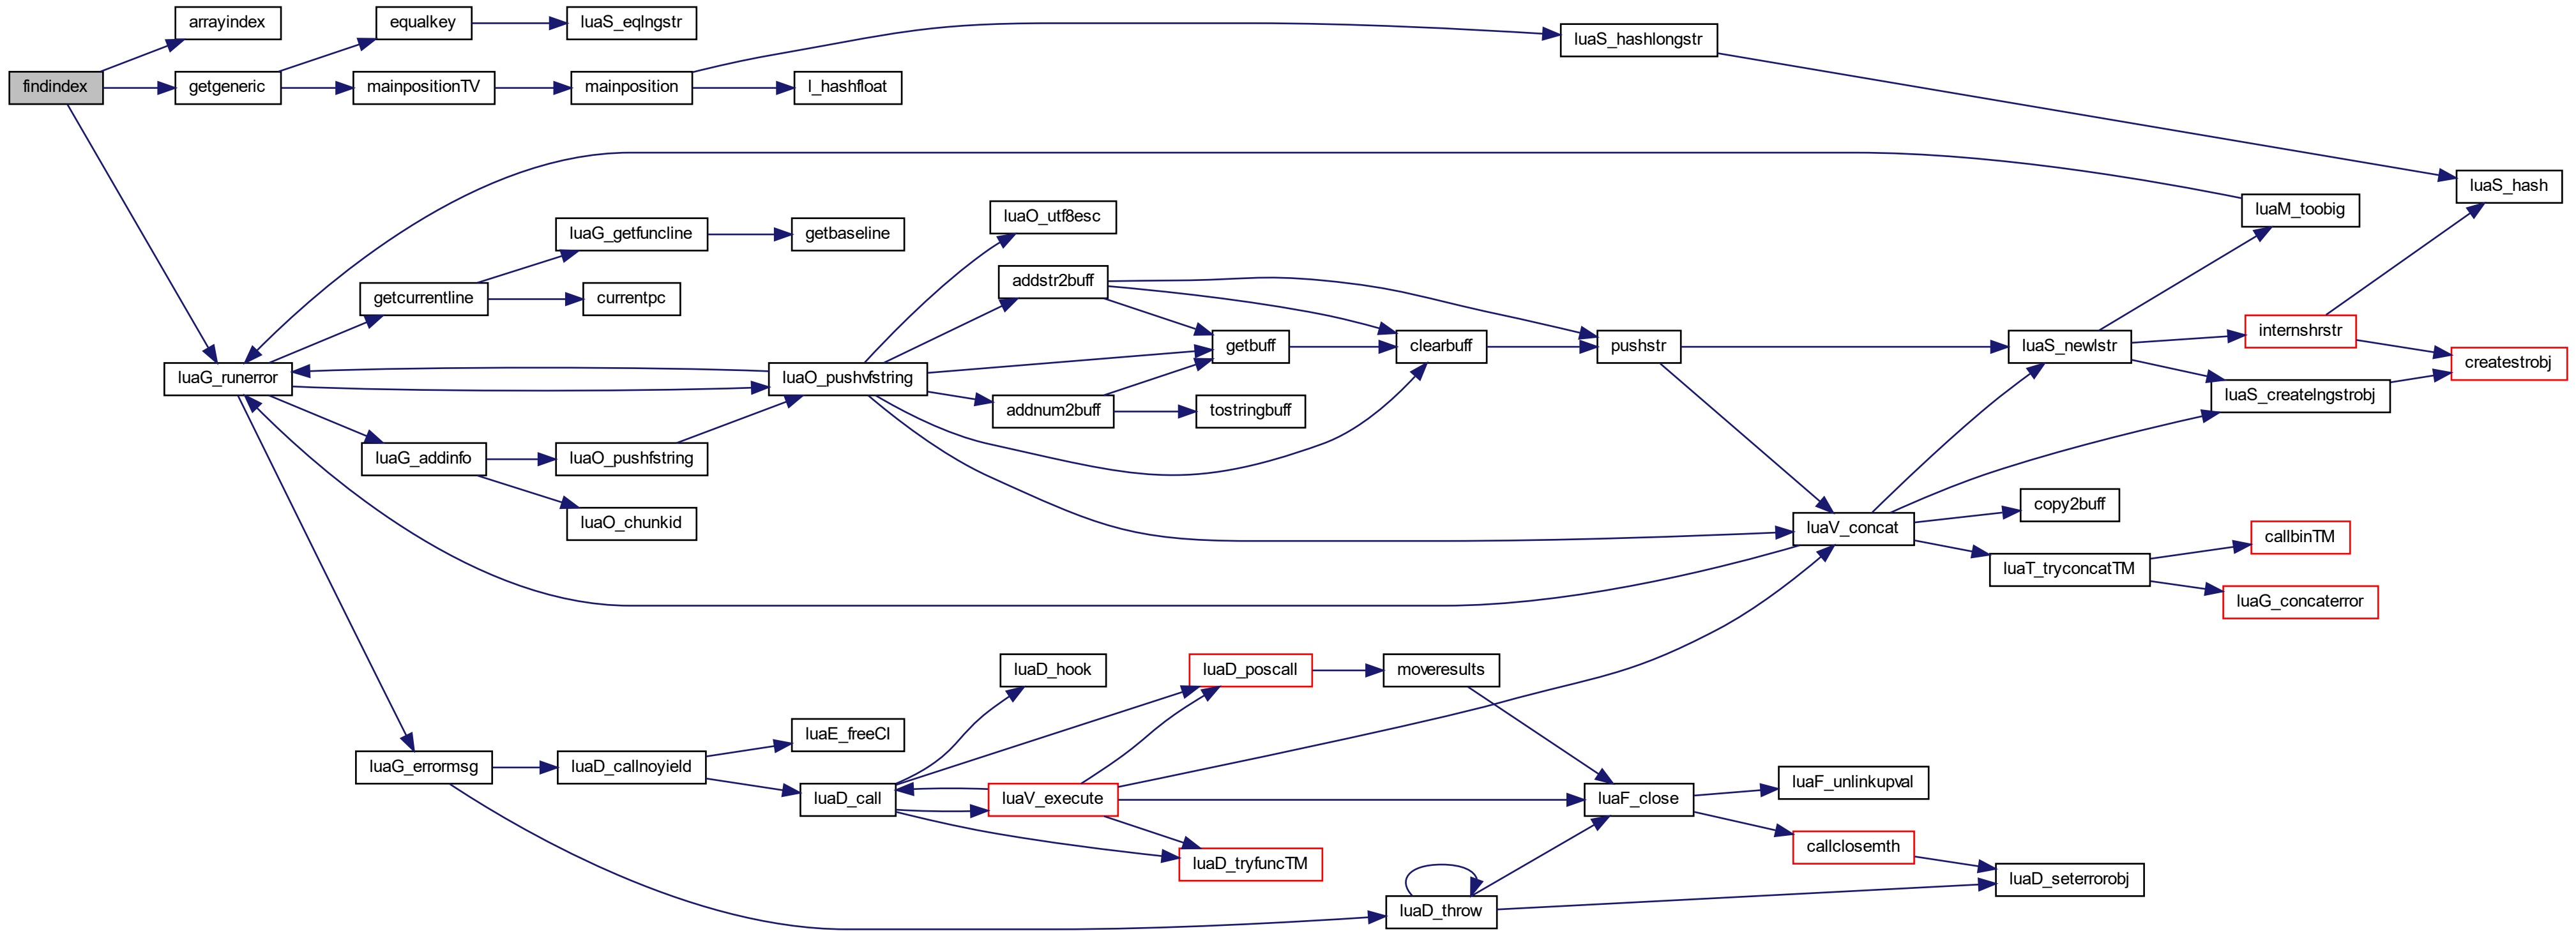 arrayindex
equalkey
luaS_eqlngstr
luaS_hashlongstr
findindex
getgeneric
mainpositionTV
mainposition
l_hashfloat
luaS_hash
luaM_toobig
luaO_utf8esc
luaG_getfuncline
getbaseline
addstr2buff
getcurrentline
currentpc
getbuff
clearbuff
pushstr
luaS_newlstr
internshrstr
createstrobj
luaG_runerror
luaO_pushvfstring
luaS_createlngstrobj
addnum2buff
tostringbuff
luaG_addinfo
luaO_pushfstring
luaO_chunkid
copy2buff
luaV_concat
callbinTM
luaT_tryconcatTM
luaG_concaterror
luaD_hook
luaD_poscall
moveresults
luaE_freeCI
luaG_errormsg
luaD_callnoyield
luaD_call
luaV_execute
luaF_close
luaF_unlinkupval
callclosemth
luaD_tryfuncTM
luaD_seterrorobj
luaD_throw